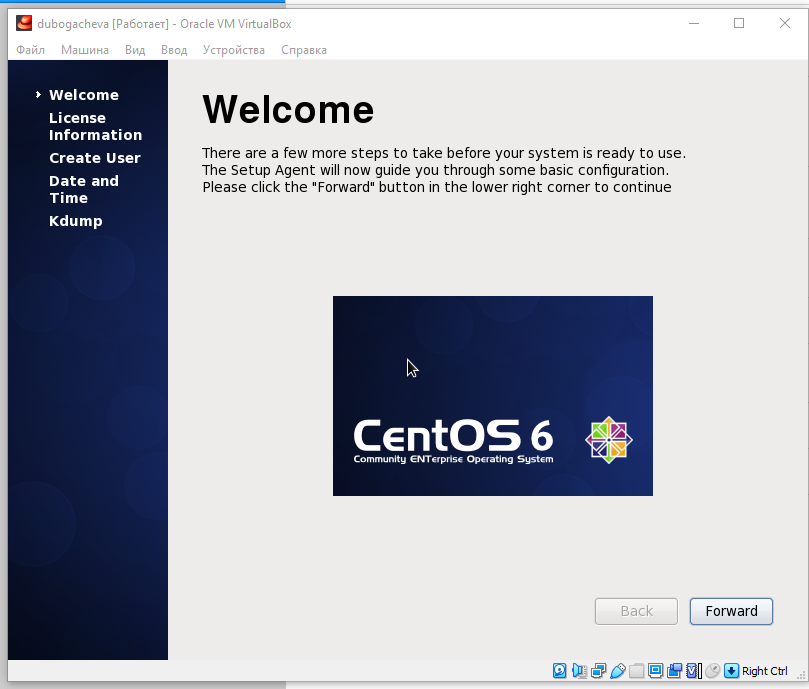 dubogacheva [Работает] - Oracle VM VirtualBox
Файл Машина Вид Ввод Устройства Справка
Welcome
License
Information
Create User
Date and
Time
Kdump
Welcome
There are a few more steps to take before your system is ready to use.
The Setup Agent will now guide you through some basic configuration.
Please click the "Forward" button in the lower right corner to continue
CentOS 6
Community ENTerprise Operating System
Back Forward
Right Ctrl